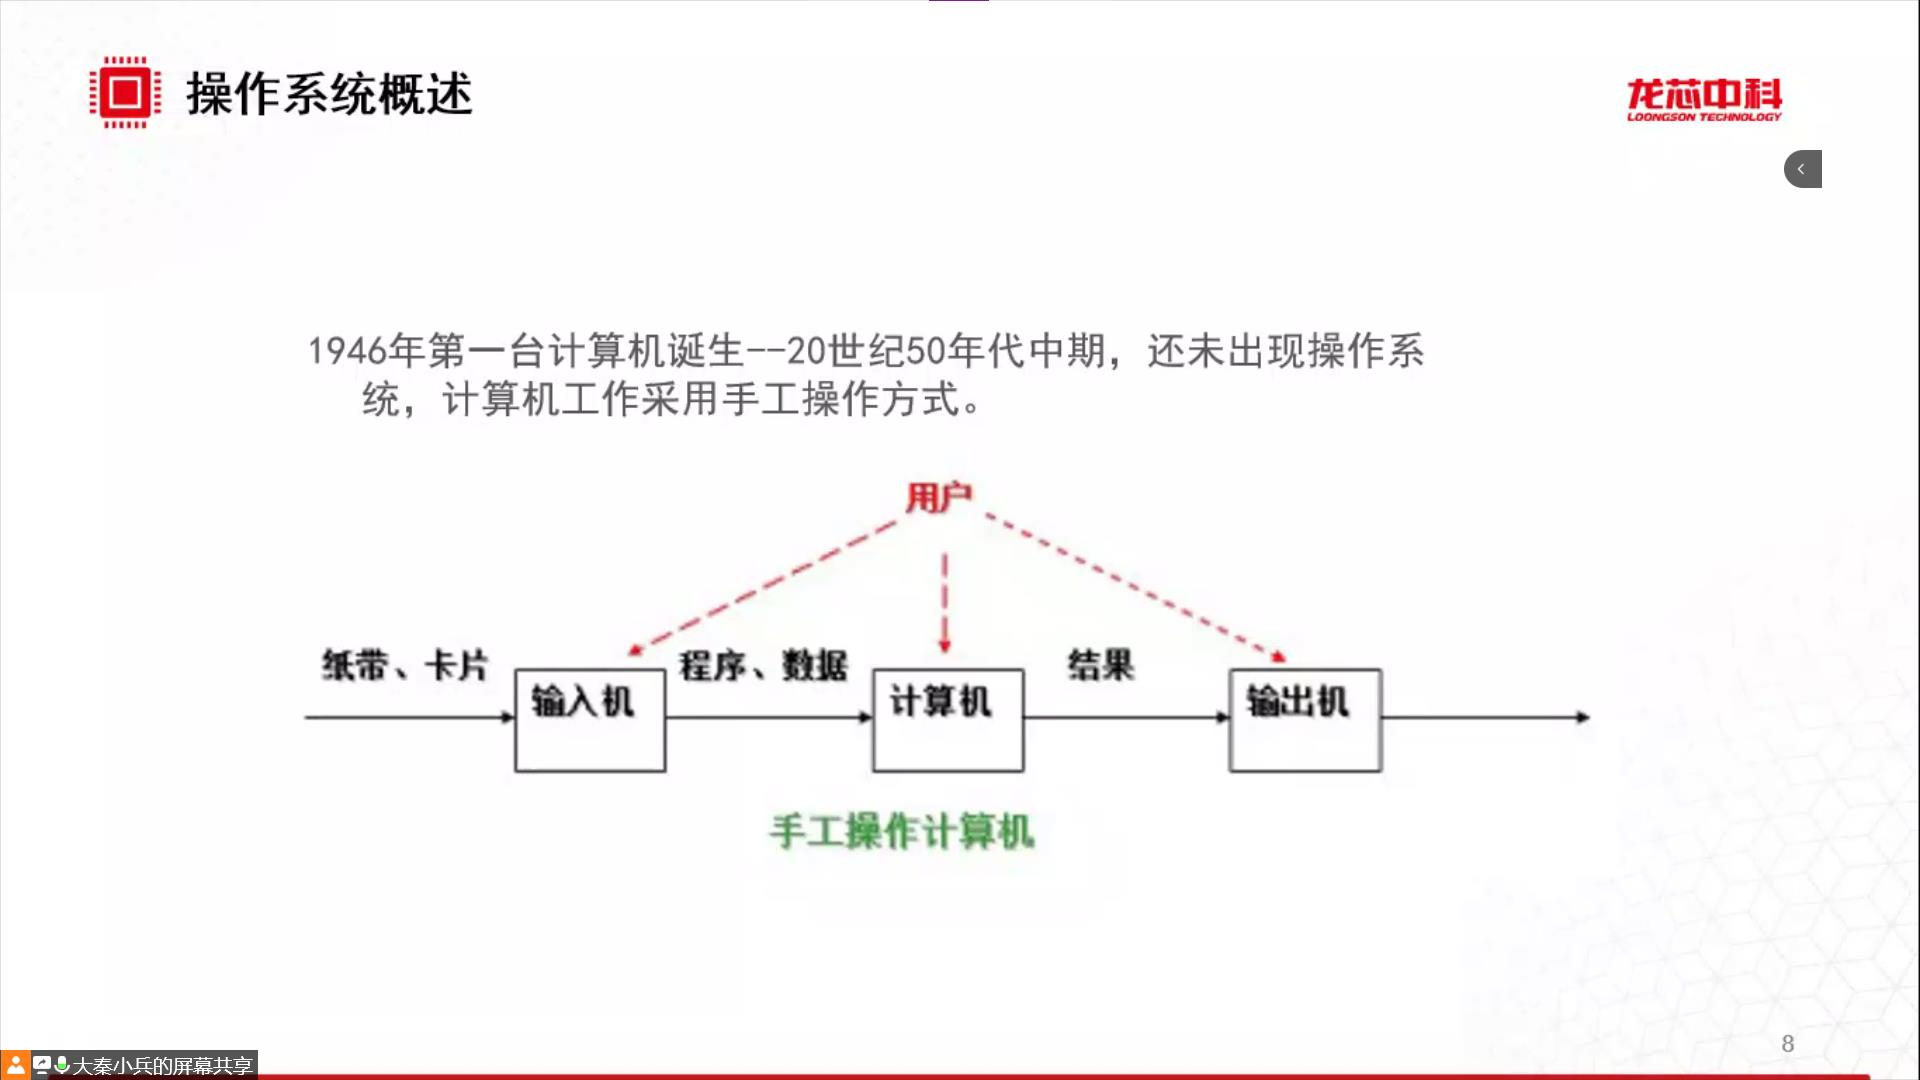 操作系统概述
龙芯中科
LOONGSON TECHNOLOGY
1946年第一台计算机诞生--20世纪50年代中期，还未出现操作系
统，计算机工作采用手工操作方式。
用户
纸带、卡片
输入机
程序、数据
计算机
结果
输出机
手工操作计算机
8
大秦小兵的屏幕共享